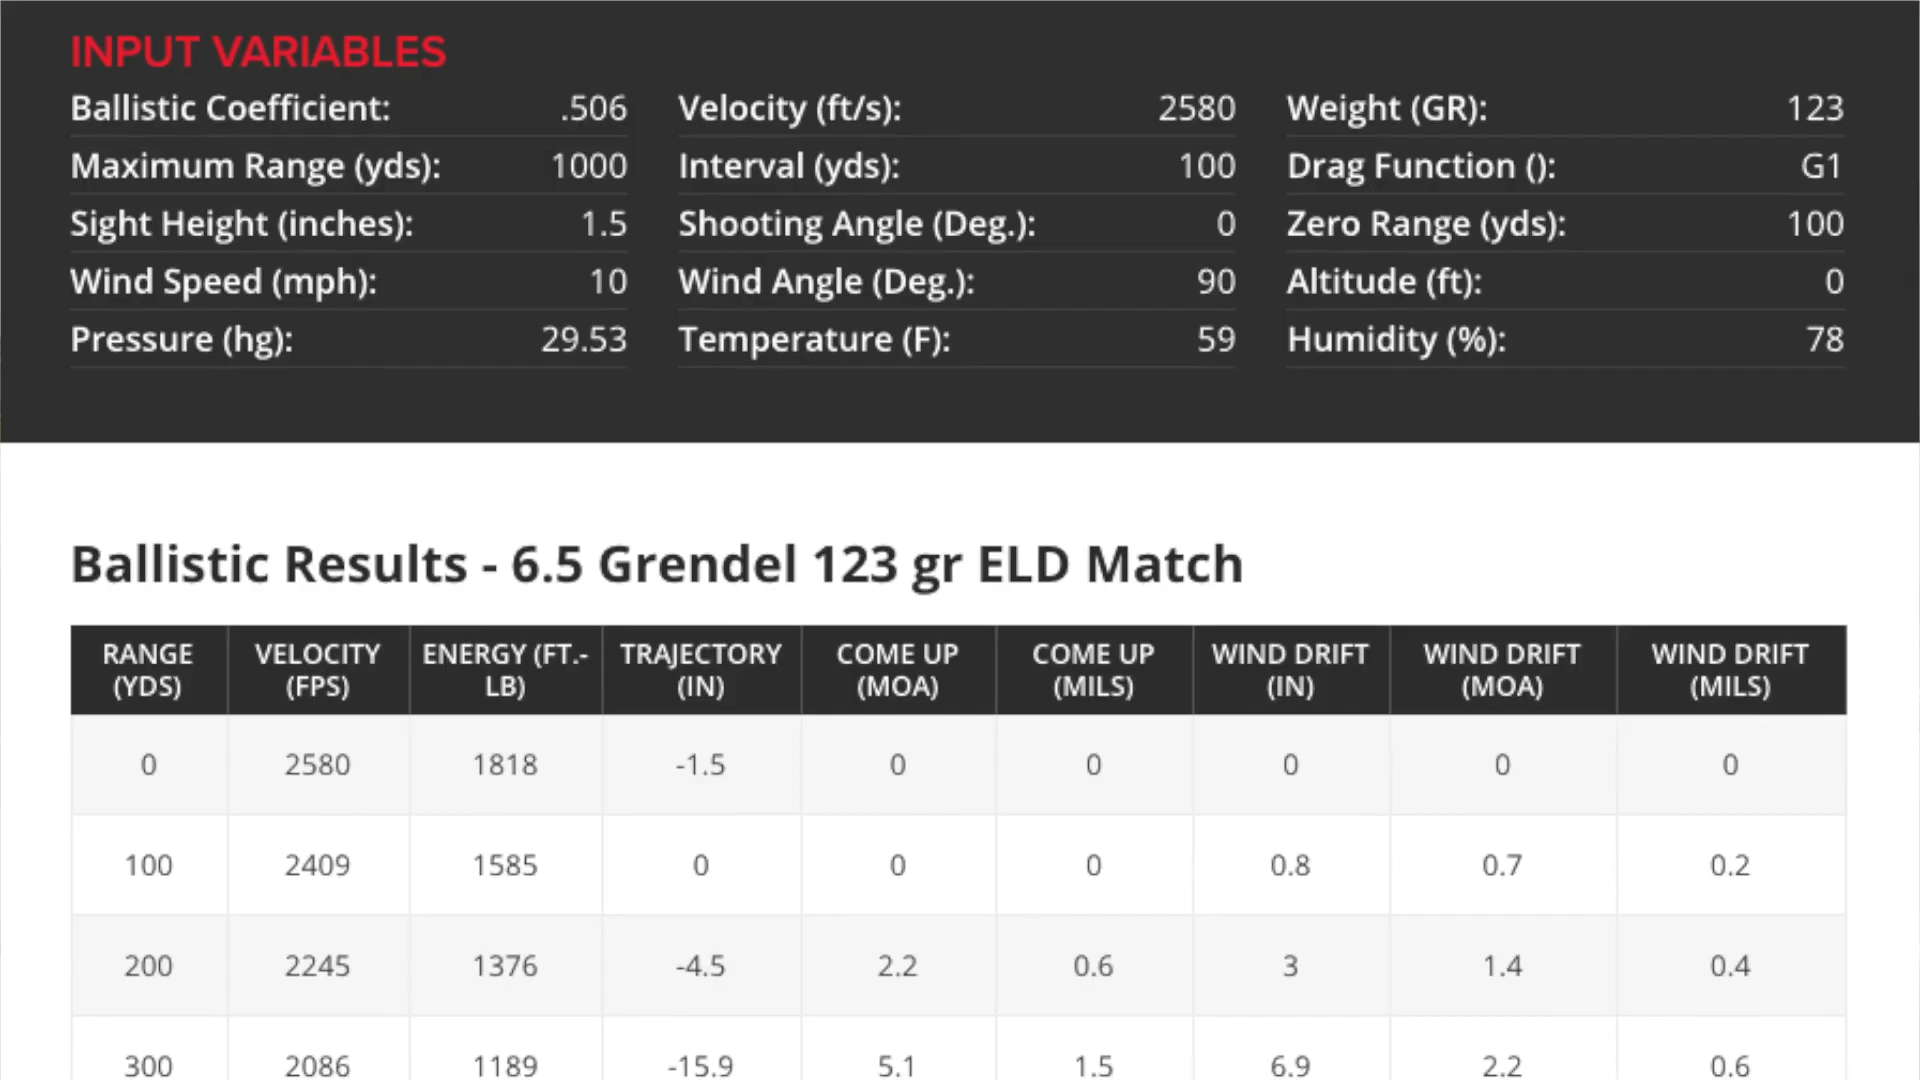 INPUT VARIABLES
Ballistic Coefficient: .506 Velocity (ft/s): 2580 Weight (GR): 123
Maximum Range (yds): 1000 Interval (yds): 100 Drag Function (): G1
Sight Height (inches): 1.5 Shooting Angle (Deg.): 0 Zero Range (yds): 100
Wind Speed (mph): 10 Wind Angle (Deg.): 90 Altitude (ft): 0
Pressure (hg): 29.53 Temperature (F): 59 Humidity (%): 78
Ballistic Results - 6.5 Grendel 123 gr ELD Match
RANGE VELOCITY ENERGY (FT.- TRAJECTORY COME UP COME UP WIND DRIFT WIND DRIFT WIND DRIFT
(YDS) (FPS) LB) (IN) (MOA) (MILS) (IN) (MOA) (MILS)
0 2580 1818 -1.5 0 0 0 0 0
100 2409 1585 0 0 0 0.8 0.7 0.2
200 2245 1376 -4.5 2.2 0.6 3 1.4 0.4
300 2086 1189 -15.9 5.1 1.5 6.9 2.2 0.6